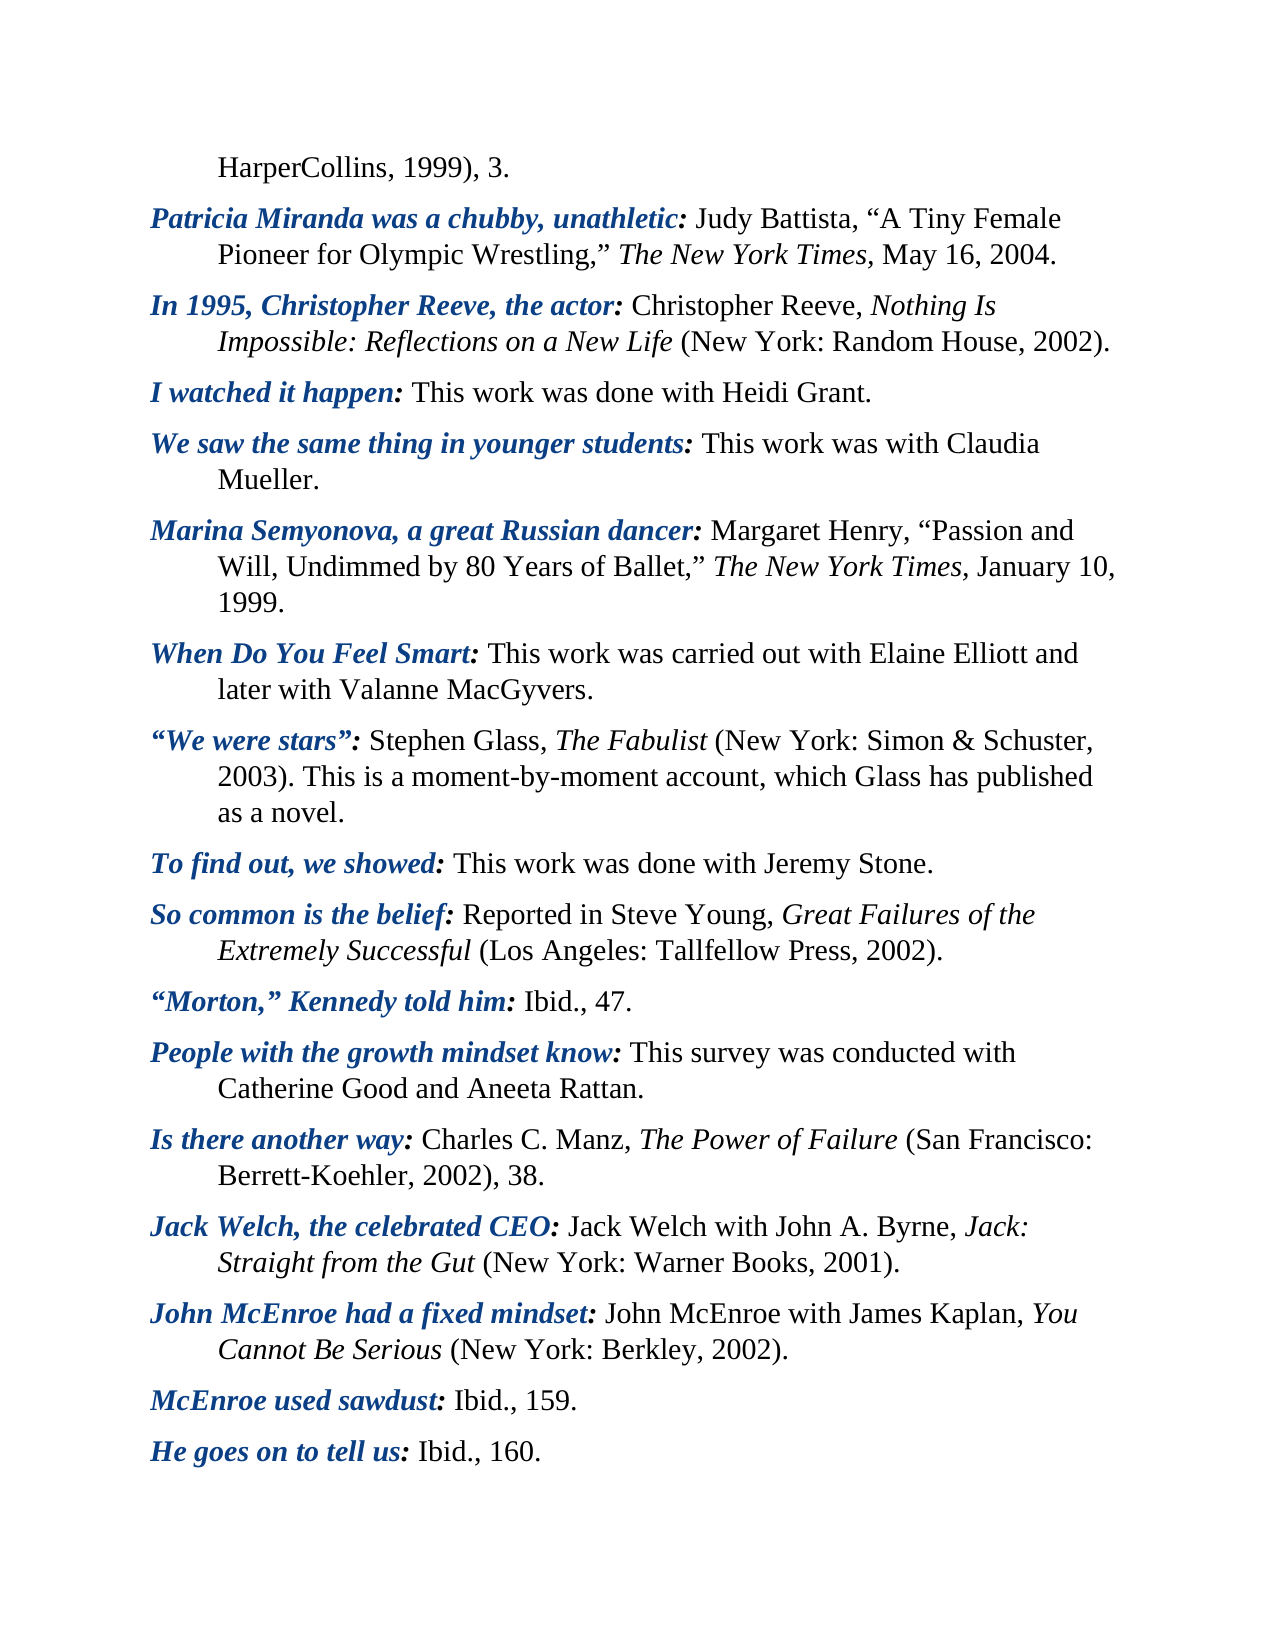 HarperCollins, 1999), 3.
Patricia Miranda was a chubby, unathletic: Judy Battista, “A Tiny Female
Pioneer for Olympic Wrestling,” The New York Times, May 16, 2004.
In 1995, Christopher Reeve, the actor: Christopher Reeve, Nothing Is
Impossible: Reflections on a New Life (New York: Random House, 2002).
I watched it happen: This work was done with Heidi Grant.
We saw the same thing in younger students: This work was with Claudia
Mueller.
Marina Semyonova, a great Russian dancer: Margaret Henry, “Passion and
Will, Undimmed by 80 Years of Ballet,” The New York Times, January 10,
1999.
When Do You Feel Smart: This work was carried out with Elaine Elliott and
later with Valanne MacGyvers.
“We were stars”: Stephen Glass, The Fabulist (New York: Simon & Schuster,
2003). This is a moment-by-moment account, which Glass has published
as a novel.
To find out, we showed: This work was done with Jeremy Stone.
So common is the belief: Reported in Steve Young, Great Failures of the
Extremely Successful (Los Angeles: Tallfellow Press, 2002).
“Morton,” Kennedy told him: Ibid., 47.
People with the growth mindset know: This survey was conducted with
Catherine Good and Aneeta Rattan.
Is there another way: Charles C. Manz, The Power of Failure (San Francisco:
Berrett-Koehler, 2002), 38.
Jack Welch, the celebrated CEO: Jack Welch with John A. Byrne, Jack:
Straight from the Gut (New York: Warner Books, 2001).
John McEnroe had a fixed mindset: John McEnroe with James Kaplan, You
Cannot Be Serious (New York: Berkley, 2002).
McEnroe used sawdust: Ibid., 159.
He goes on to tell us: Ibid., 160.